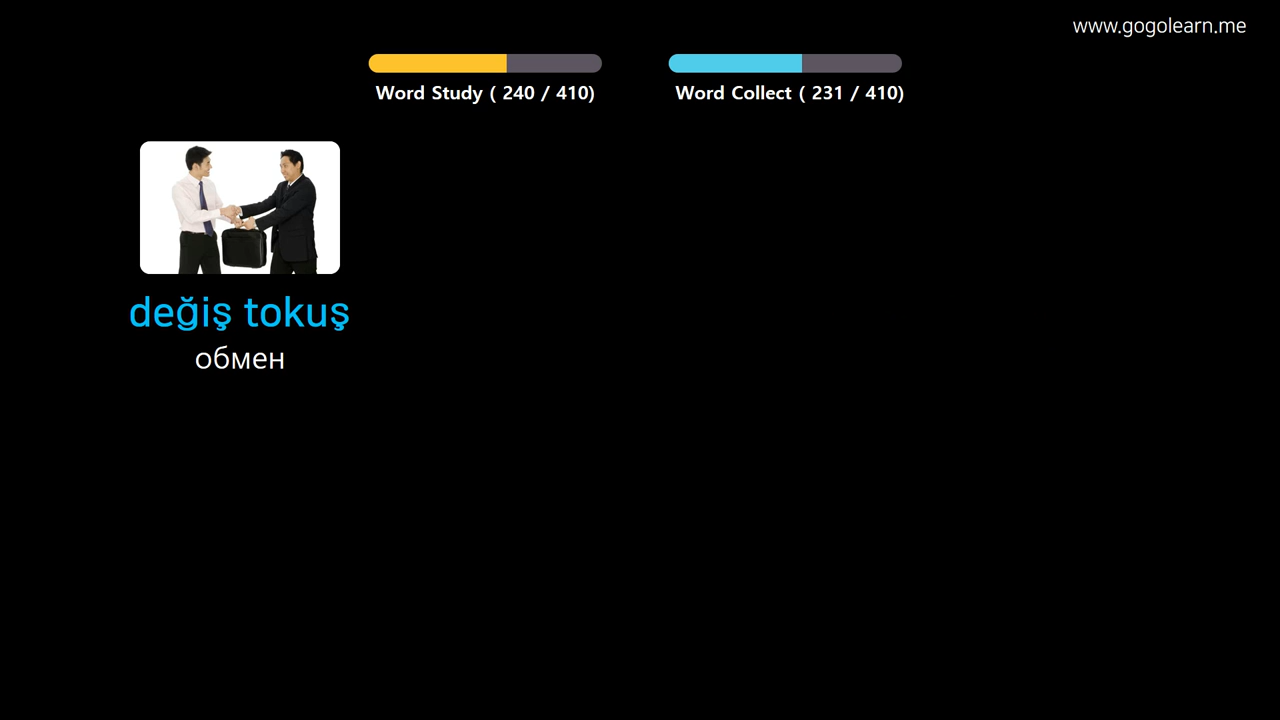 www.gogolearn.me
Word Study ( 240 / 410)
Word Collect ( 231 / 410)
değiş tokuş
обмен